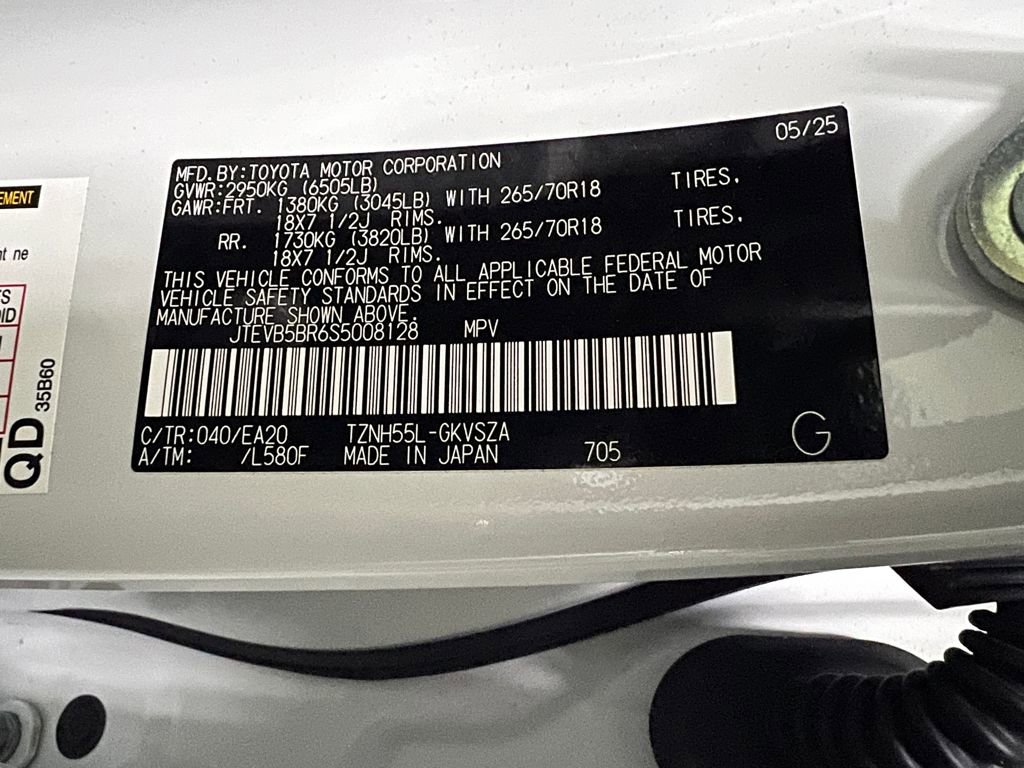 05/25
MFD.BY:TOYOTA MOTOR CORPORATION
GVWR:2950KG (6505LB)
GAWR:FRT. 1380KG (3045LB) WITH 265/70R18 TIRES.
18X7 1/2J RIMS.
RR. 1730KG (3820LB) WITH 265/70R18 TIRES.
18X7 1/2J RIMS.
THIS VEHICLE CONFORMS TO ALL APPLICABLE FEDERAL MOTOR
VEHICLE SAFETY STANDARDS IN EFFECT ON THE DATE OF
MANUFACTURE SHOWN ABOVE.
JTEVB5BR6S5008128 MPV
C/TR:040/EA20 TZNH55L-GKVSZA
A/TM: /L580F MADE IN JAPAN 705
G
QD
35B60